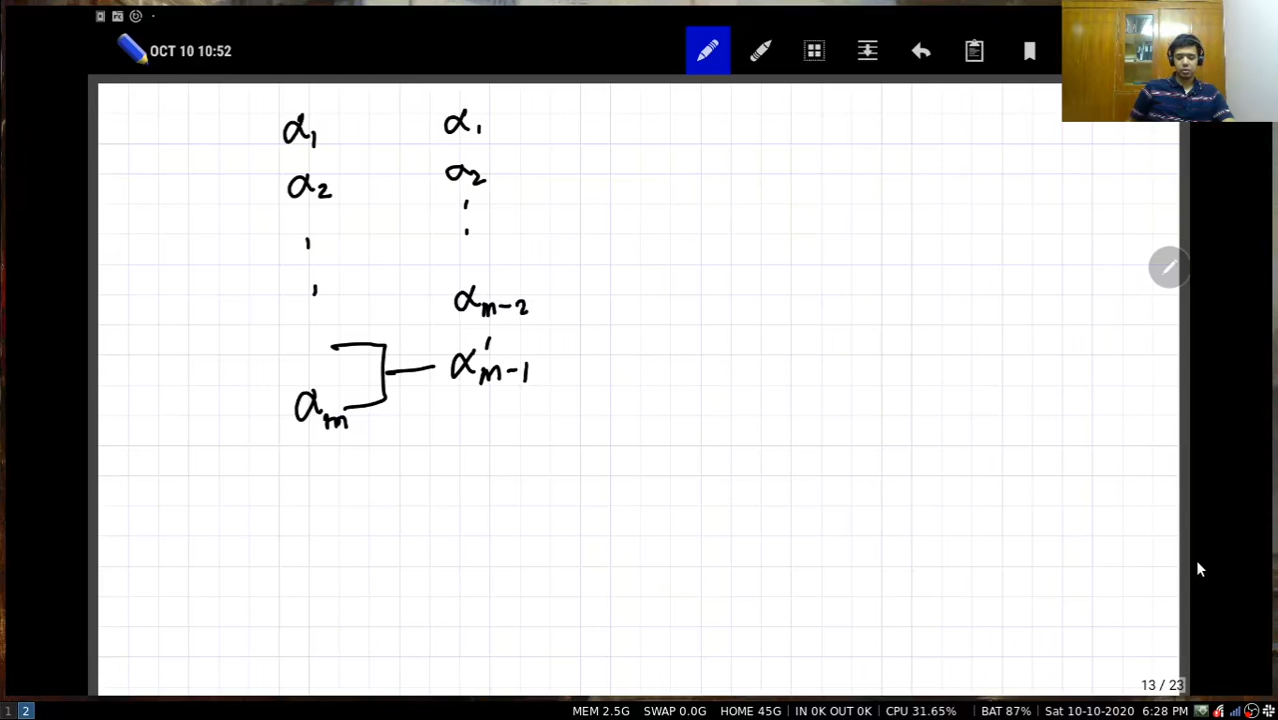 OCT 10 10:52
α₁ α₁
α₂ α₂
αₘ₋₂
α'ₘ₋₁
αₘ
13 / 23
1 2 MEM 2.5G SWAP 0.0G HOME 45G IN 0K OUT 0K CPU 31.65% BAT 87% Sat 10-10-2020 6:28 PM